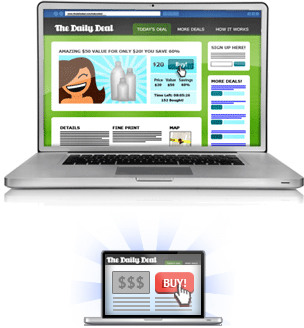 The Daily Deal
TODAY'S DEAL MORE DEALS HOW IT WORKS
AMAZING $50 VALUE FOR ONLY $20! YOU SAVE 60%
SIGN UP HERE!
$20 Buy!
Price Value Savings
$20 $50 60%
Time Left: 08:05:26
MORE DEALS!
DETAILS FINE PRINT MAP
The Daily Deal
$$$ BUY!